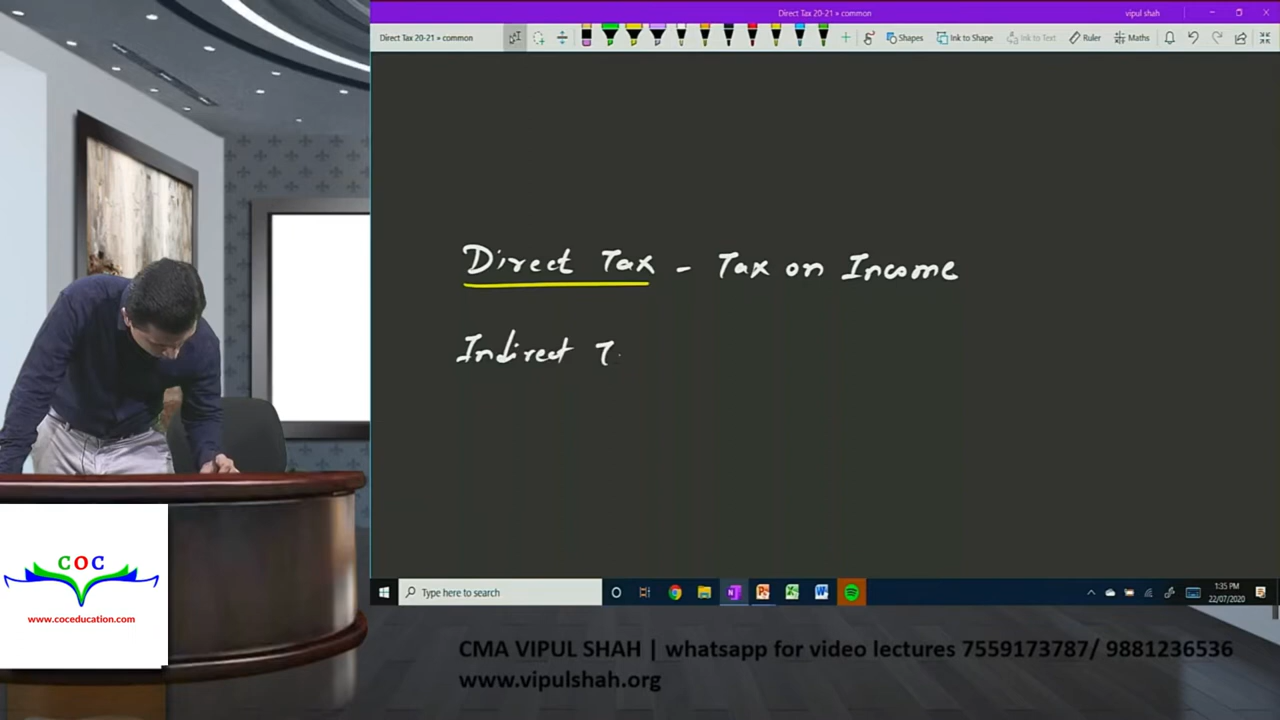 Direct Tax 20-21 » common
vipul shah
Direct Tax 20-21 » common
Shapes
Ink to Shape
Ink to Text
Ruler
Maths
Direct Tax - Tax on Income
Indirect T
COC
www.coceducation.com
Type here to search
1:35 PM
22/07/2020
CMA VIPUL SHAH | whatsapp for video lectures 7559173787/ 9881236536
www.vipulshah.org